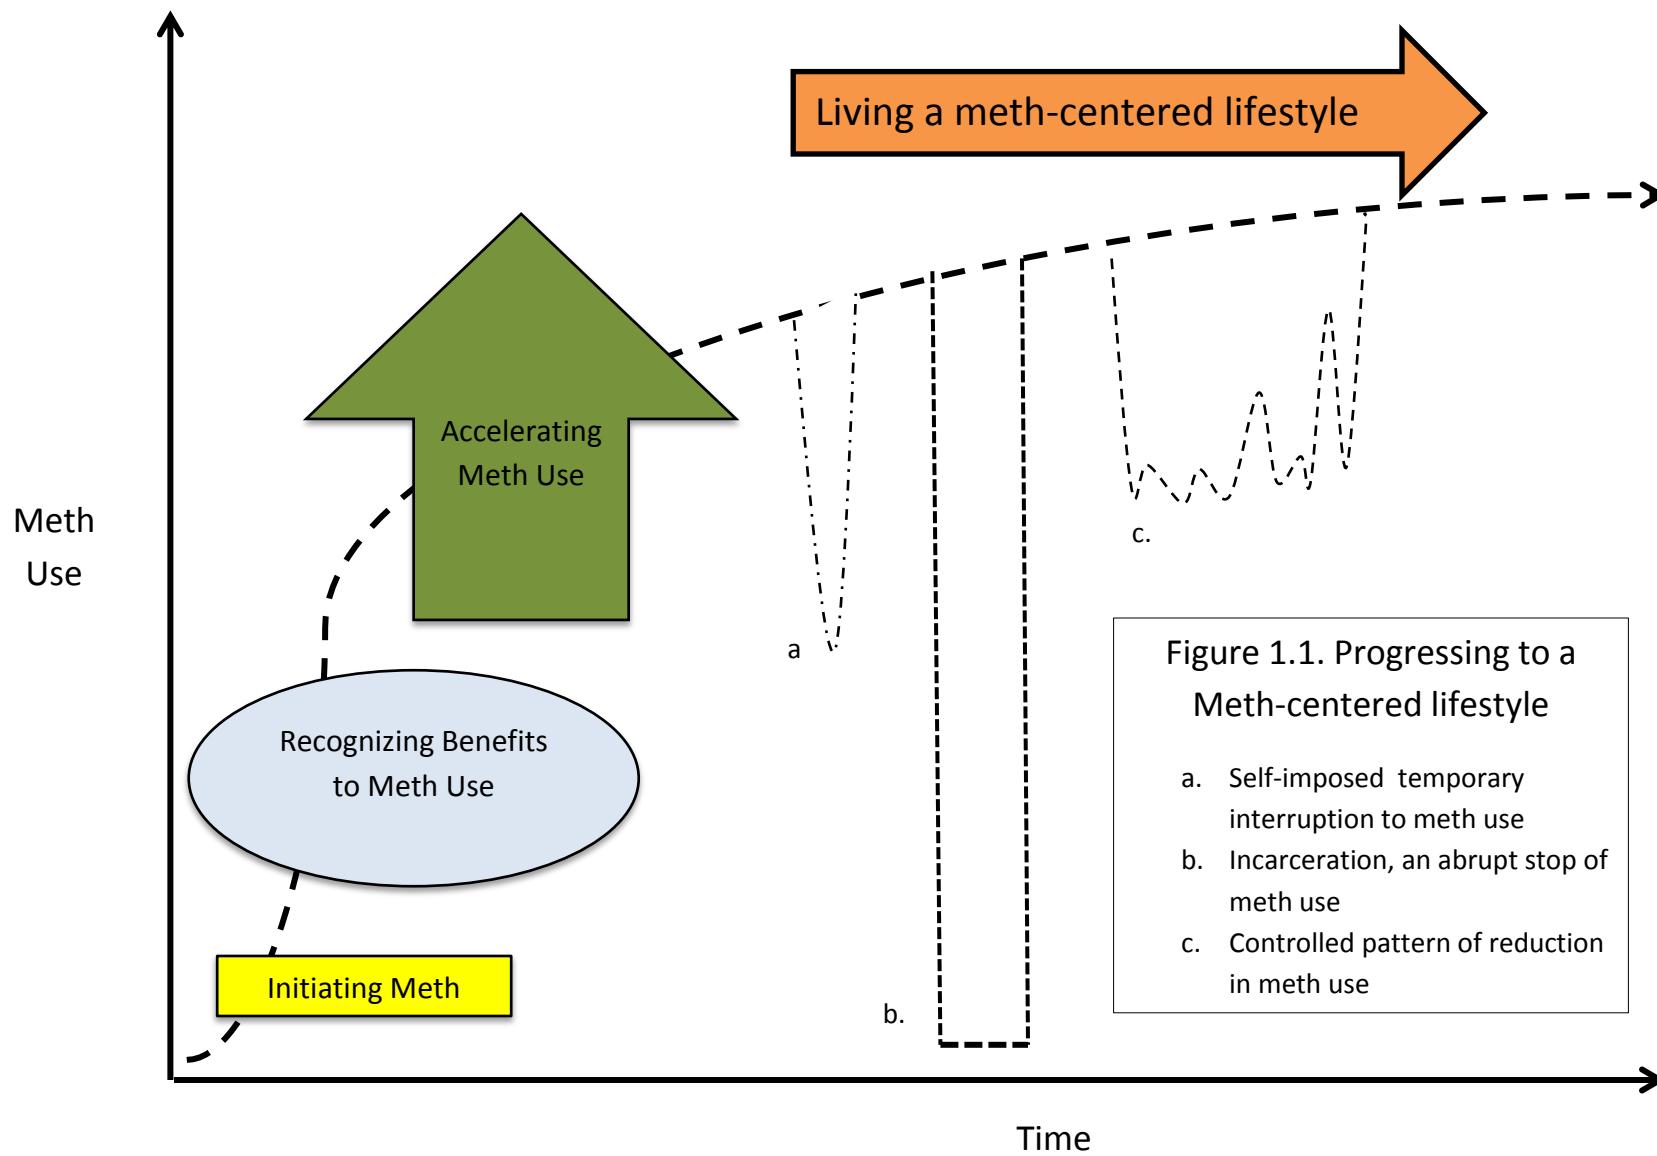 Living a meth-centered lifestyle
Accelerating
Meth Use
Meth
Use
c.
a
Recognizing Benefits
to Meth Use
Initiating Meth
b.
Figure 1.1. Progressing to a
Meth-centered lifestyle
a. Self-imposed temporary
interruption to meth use
b. Incarceration, an abrupt stop of
meth use
c. Controlled pattern of reduction
in meth use
Time